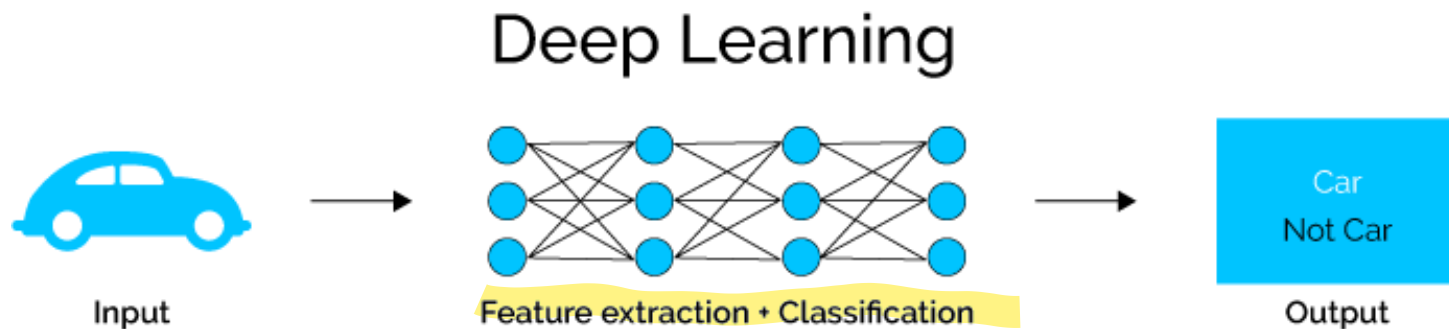 Deep Learning
Car
Not Car
Input
Feature extraction + Classification
Output